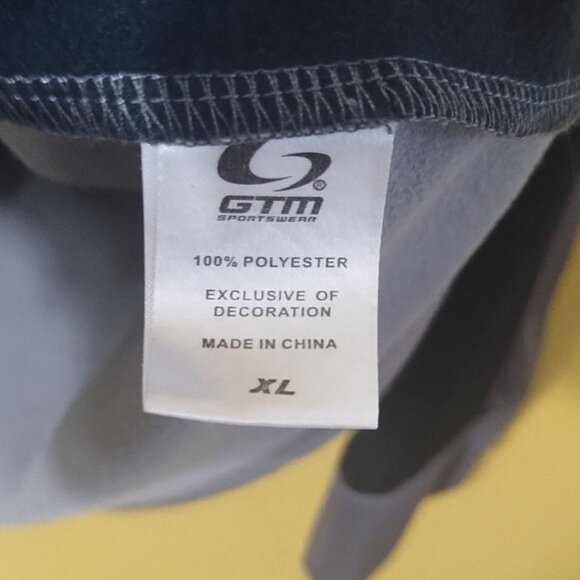 GTM®
SPORTSWEAR
100% POLYESTER
EXCLUSIVE OF
DECORATION
MADE IN CHINA
XL